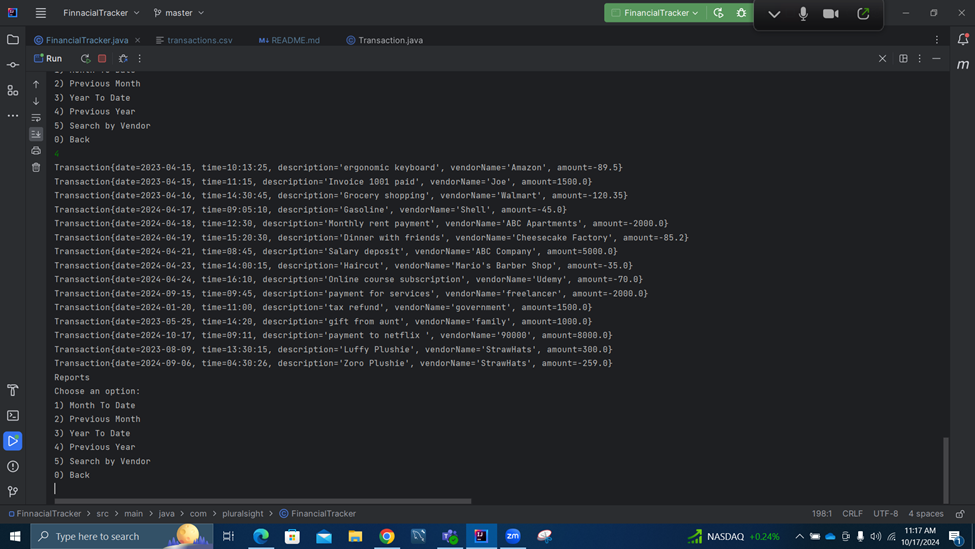 FinnacialTracker
master
FinancialTracker
FinancialTracker.java
transactions.csv
README.md
Transaction.java
Run
2) Previous Month
3) Year To Date
4) Previous Year
5) Search by Vendor
0) Back
4
Transaction{date=2023-04-15, time=10:13:25, description='ergonomic keyboard', vendorName='Amazon', amount=-89.5}
Transaction{date=2023-04-15, time=11:15, description='Invoice 1001 paid', vendorName='Joe', amount=1500.0}
Transaction{date=2023-04-16, time=14:30:45, description='Grocery shopping', vendorName='Walmart', amount=-120.35}
Transaction{date=2024-04-17, time=09:05:10, description='Gasoline', vendorName='Shell', amount=-45.0}
Transaction{date=2024-04-18, time=12:30, description='Monthly rent payment', vendorName='ABC Apartments', amount=-2000.0}
Transaction{date=2024-04-19, time=15:20:30, description='Dinner with friends', vendorName='Cheesecake Factory', amount=-85.2}
Transaction{date=2024-04-21, time=08:45, description='Salary deposit', vendorName='ABC Company', amount=5000.0}
Transaction{date=2024-04-23, time=14:00:15, description='Haircut', vendorName='Mario's Barber Shop', amount=-35.0}
Transaction{date=2024-04-24, time=16:10, description='Online course subscription', vendorName='Udemy', amount=-70.0}
Transaction{date=2024-09-15, time=09:45, description='payment for services', vendorName='freelancer', amount=-2000.0}
Transaction{date=2024-01-20, time=11:00, description='tax refund', vendorName='government', amount=1500.0}
Transaction{date=2023-05-25, time=14:20, description='gift from aunt', vendorName='family', amount=1000.0}
Transaction{date=2024-10-17, time=09:11, description='payment to netflix ', vendorName='90000', amount=8000.0}
Transaction{date=2023-08-09, time=13:30:15, description='Luffy Plushie', vendorName='StrawHats', amount=300.0}
Transaction{date=2024-09-06, time=04:30:26, description='Zoro Plushie', vendorName='StrawHats', amount=-259.0}
Reports
Choose an option:
1) Month To Date
2) Previous Month
3) Year To Date
4) Previous Year
5) Search by Vendor
0) Back
FinnacialTracker > src > main > java > com > pluralsight > FinancialTracker
198:1 CRLF UTF-8 4 spaces
Type here to search
NASDAQ +0.24%
11:17 AM
10/17/2024